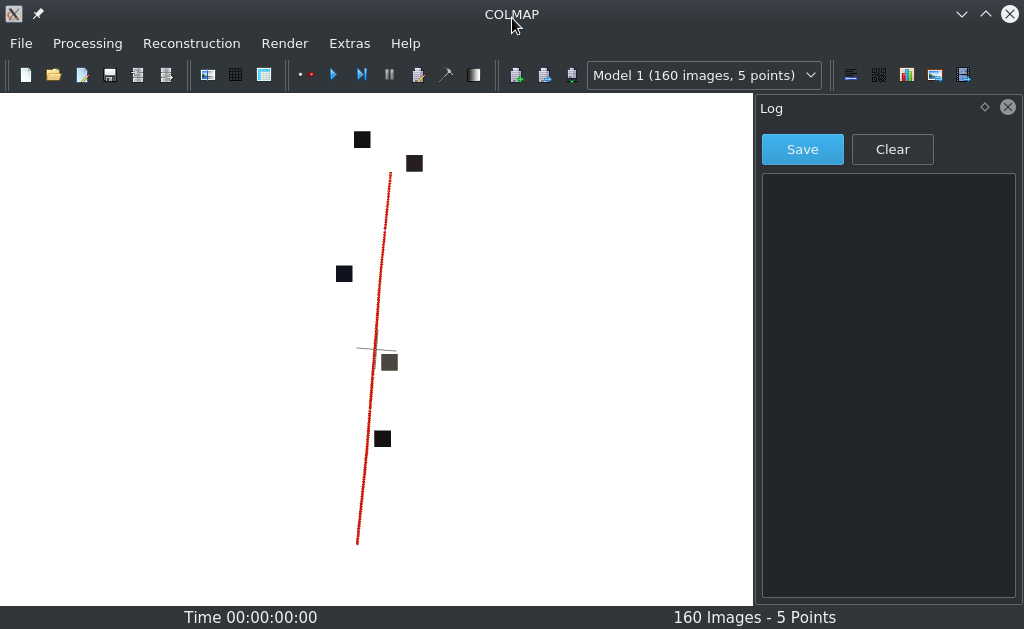 COLMAP
File Processing Reconstruction Render Extras Help
Model 1 (160 images, 5 points)
Log
Save Clear
Time 00:00:00:00 160 Images - 5 Points